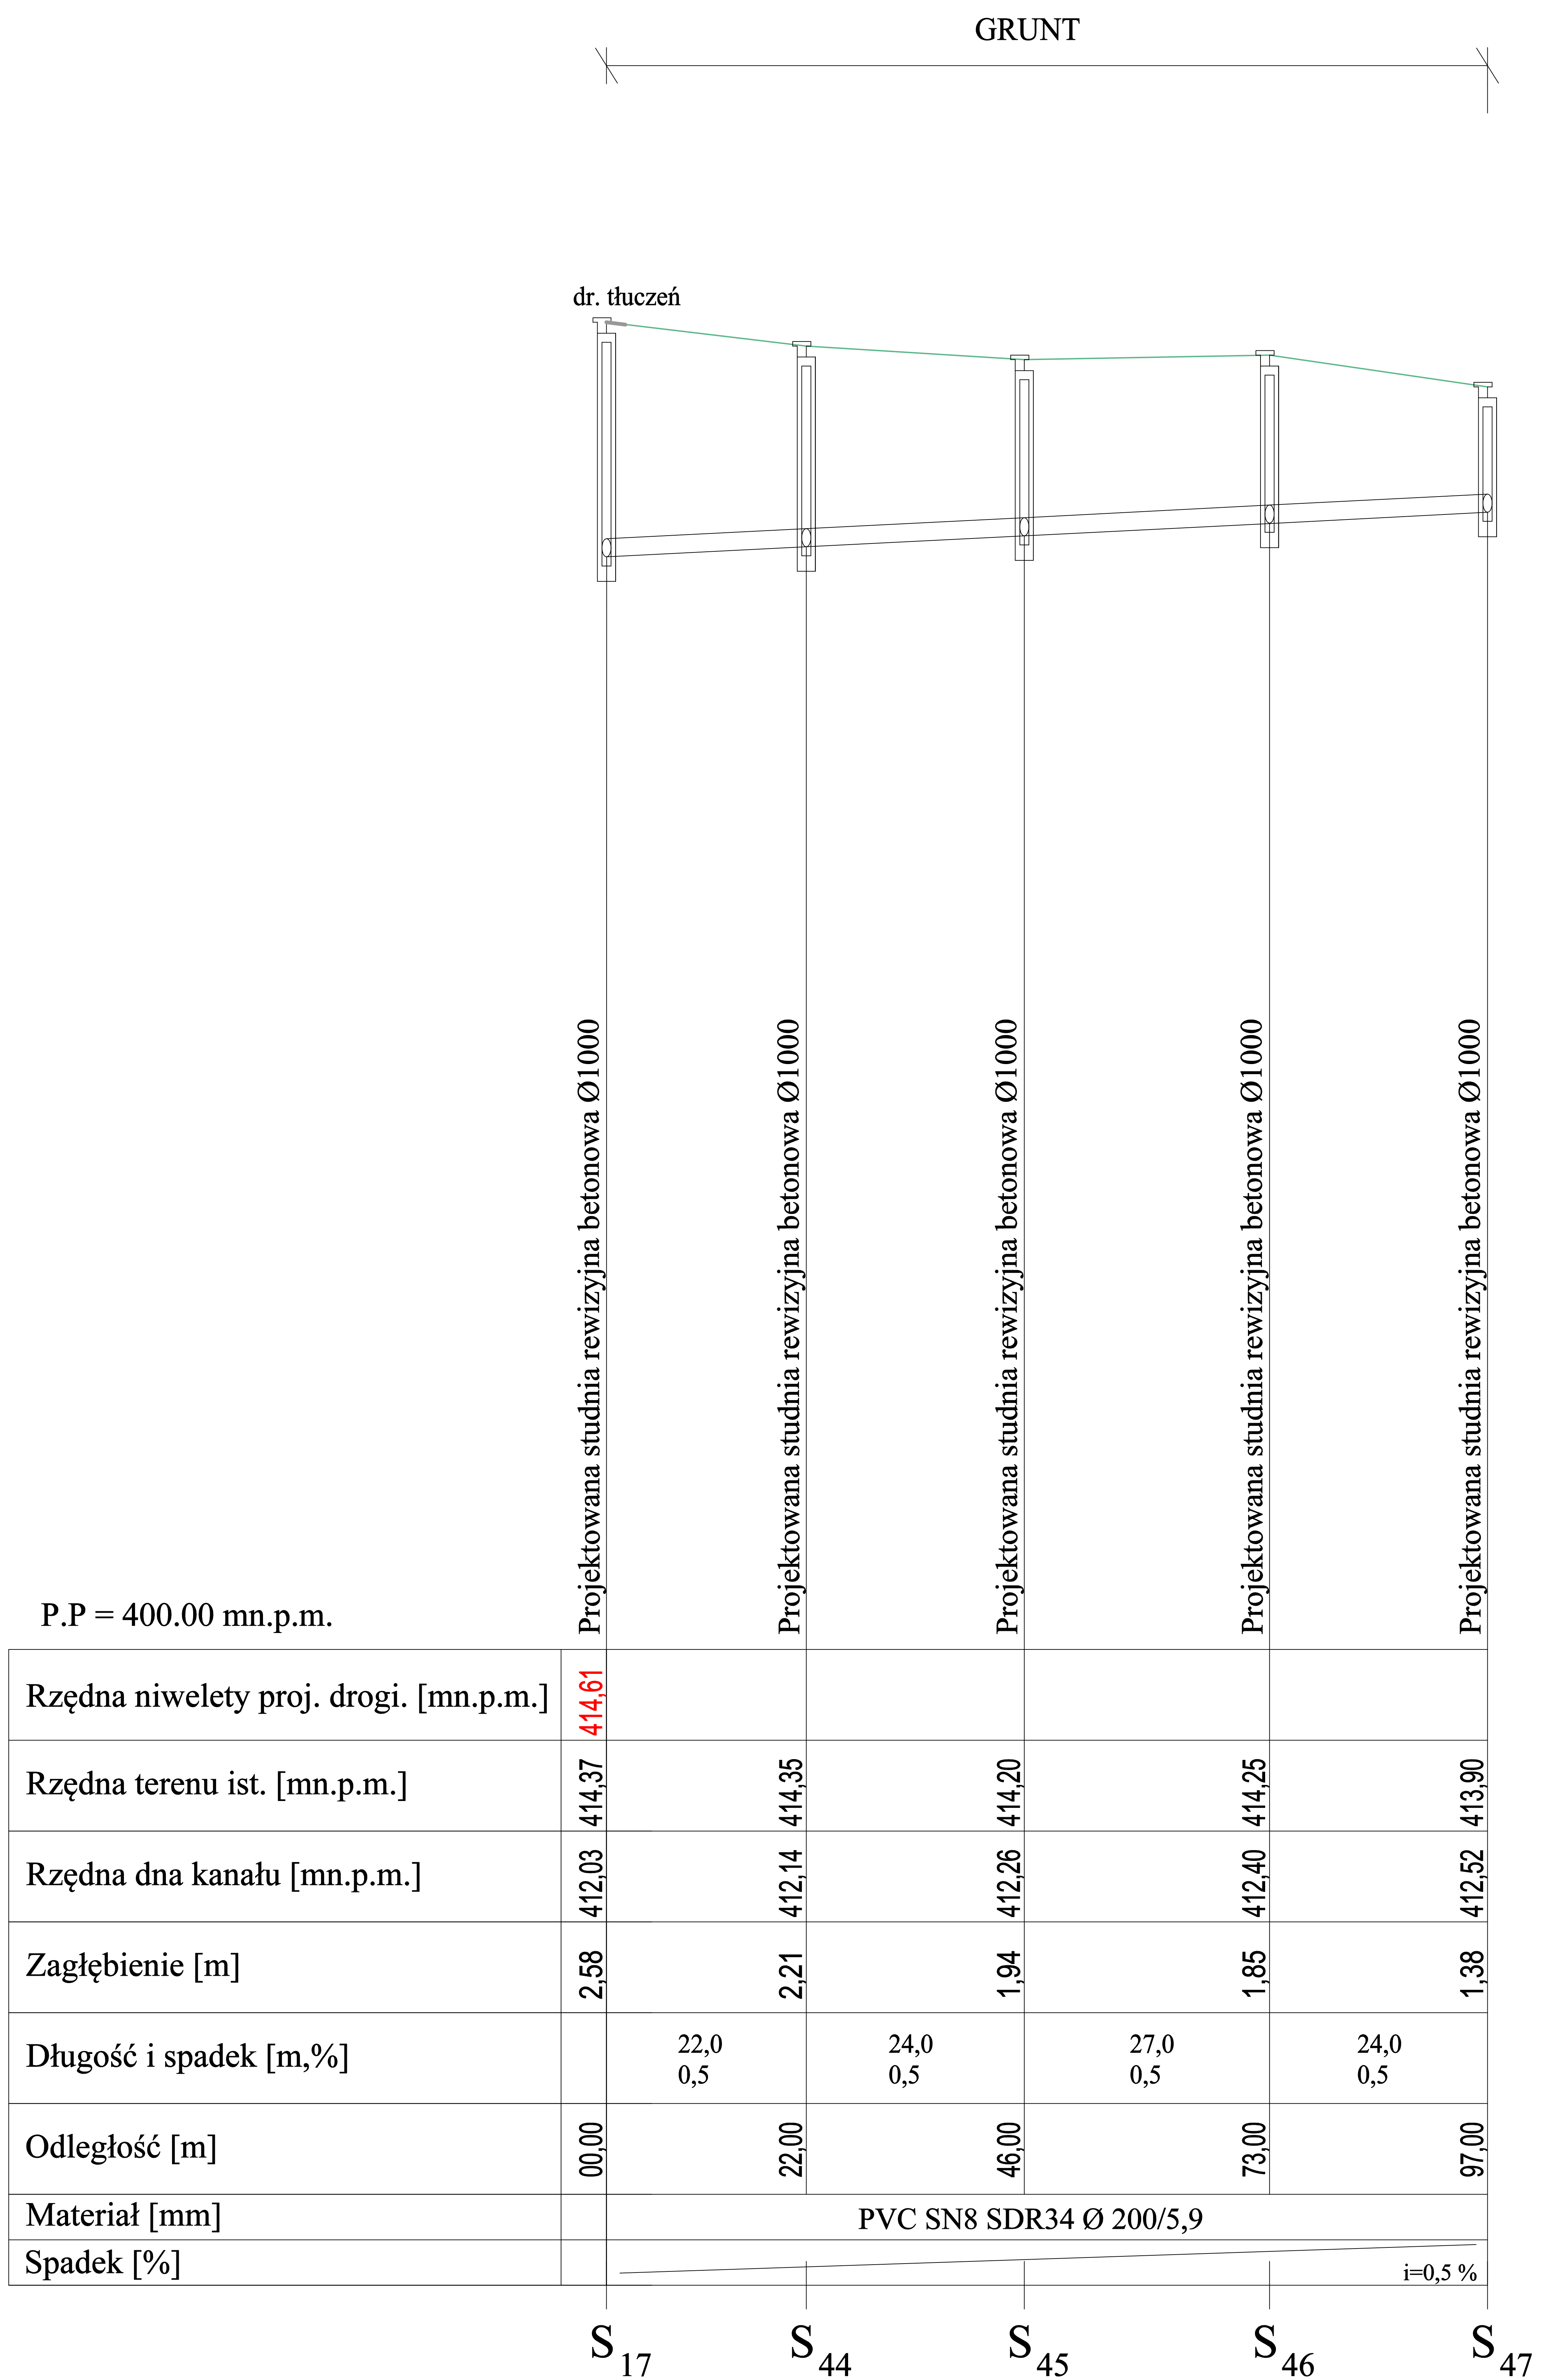 GRUNT
dr. tłuczeń
Projektowana studnia rewizyjna betonowa Ø1000
Projektowana studnia rewizyjna betonowa Ø1000
Projektowana studnia rewizyjna betonowa Ø1000
Projektowana studnia rewizyjna betonowa Ø1000
Projektowana studnia rewizyjna betonowa Ø1000
P.P = 400.00 mn.p.m.
Rzędna niwelety proj. drogi. [mn.p.m.] 414,61
Rzędna terenu ist. [mn.p.m.] 414,37 414,35 414,20 414,25 413,90
Rzędna dna kanału [mn.p.m.] 412,03 412,14 412,26 412,40 412,52
Zagłębienie [m] 2,58 2,21 1,94 1,85 1,38
Długość i spadek [m,%]
22,0 24,0 27,0 24,0
0,5 0,5 0,5 0,5
Odległość [m] 00,00 22,00 46,00 73,00 97,00
Materiał [mm] PVC SN8 SDR34 Ø 200/5,9
Spadek [%] i=0,5 %
S17 S44 S45 S46 S47